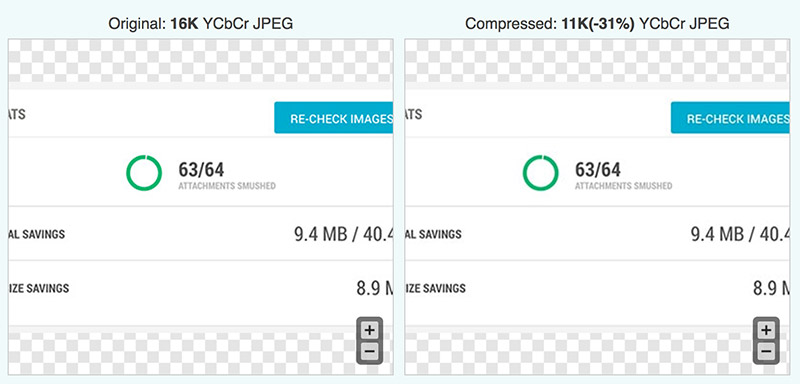 Original: 16K YCbCr JPEG
ATS
RE-CHECK IMAGES
63/64
ATTACHMENTS SMUSHED
AL SAVINGS
9.4 MB / 40.4
IZE SAVINGS
8.9 M
+
−
Compressed: 11K(-31%) YCbCr JPEG
ATS
RE-CHECK IMAGES
63/64
ATTACHMENTS SMUSHED
AL SAVINGS
9.4 MB / 40.4
IZE SAVINGS
8.9 M
+
−